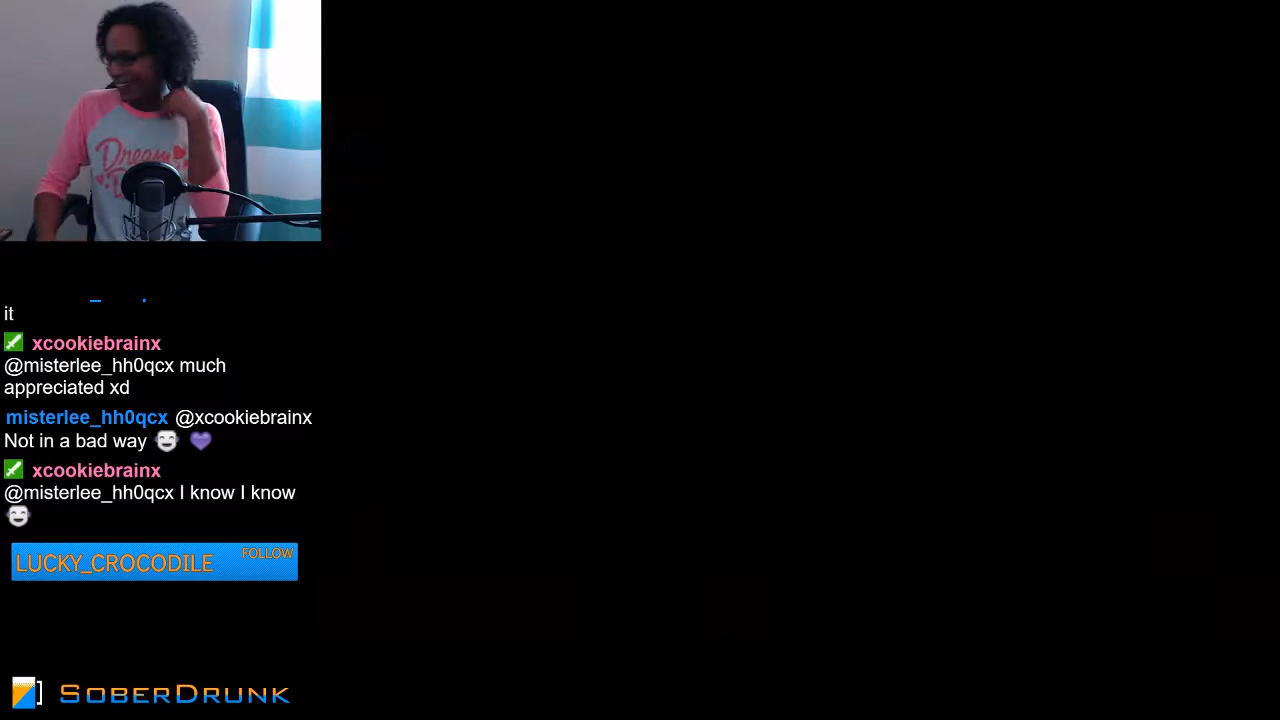 Dream
it
xcookiebrainx
@misterlee_hh0qcx much
appreciated xd
misterlee_hh0qcx @xcookiebrainx
Not in a bad way
xcookiebrainx
@misterlee_hh0qcx I know I know
LUCKY_CROCODILE FOLLOW
SOBERDRUNK